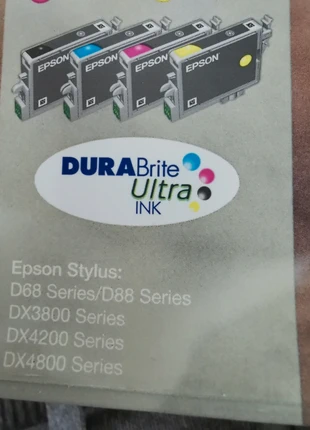 EPSON
EPSON
EPSON
EPSON
DURABrite
Ultra
INK
Epson Stylus:
D68 Series/D88 Series
DX3800 Series
DX4200 Series
DX4800 Series